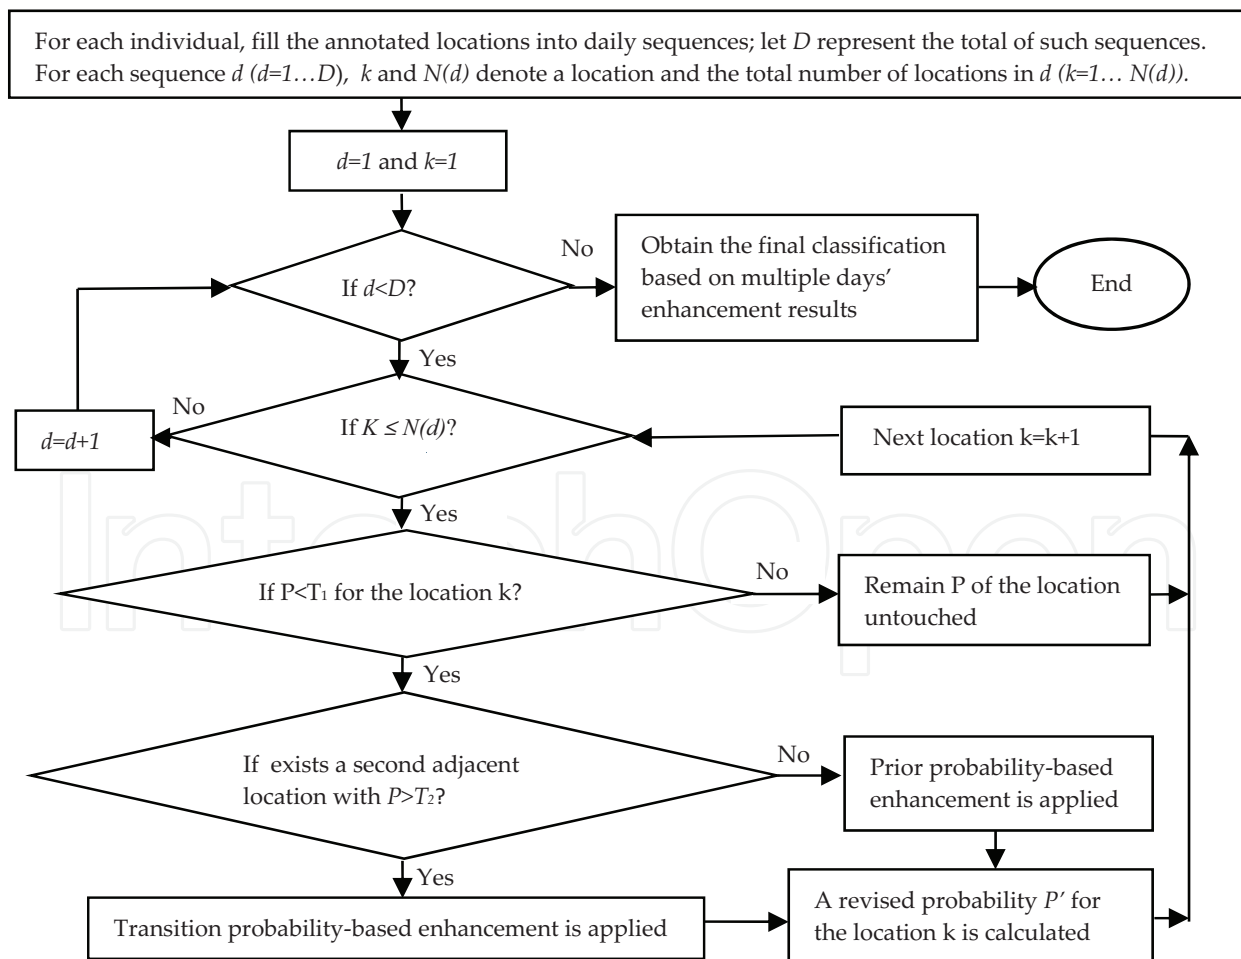 For each individual, fill the annotated locations into daily sequences; let D represent the total of such sequences.
For each sequence d (d=1…D), k and N(d) denote a location and the total number of locations in d (k=1… N(d)).
d=1 and k=1
If d<D?
No
Obtain the final classification
based on multiple days’
enhancement results
End
Yes
No
d=d+1
If K ≤ N(d)?
Next location k=k+1
Yes
If P<T₁ for the location k?
No
Remain P of the location
untouched
Yes
If exists a second adjacent
location with P>T₂?
No
Prior probability-based
enhancement is applied
Yes
Transition probability-based enhancement is applied
A revised probability P’ for
the location k is calculated
IntechOpen